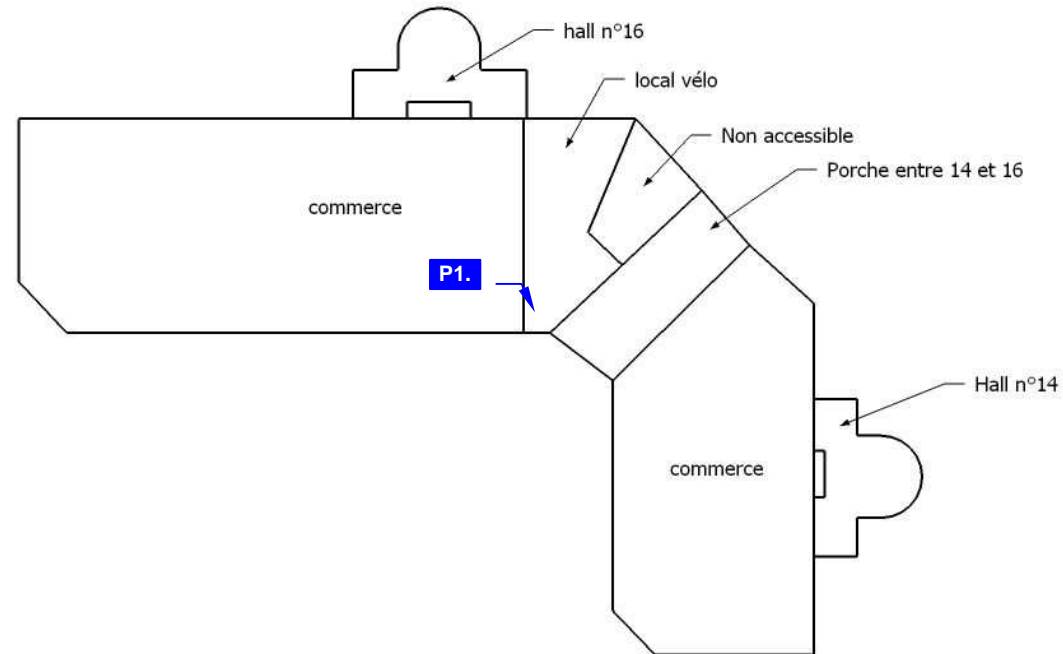 hall n°16
local vélo
Non accessible
Porche entre 14 et 16
commerce
P1.
Hall n°14
commerce